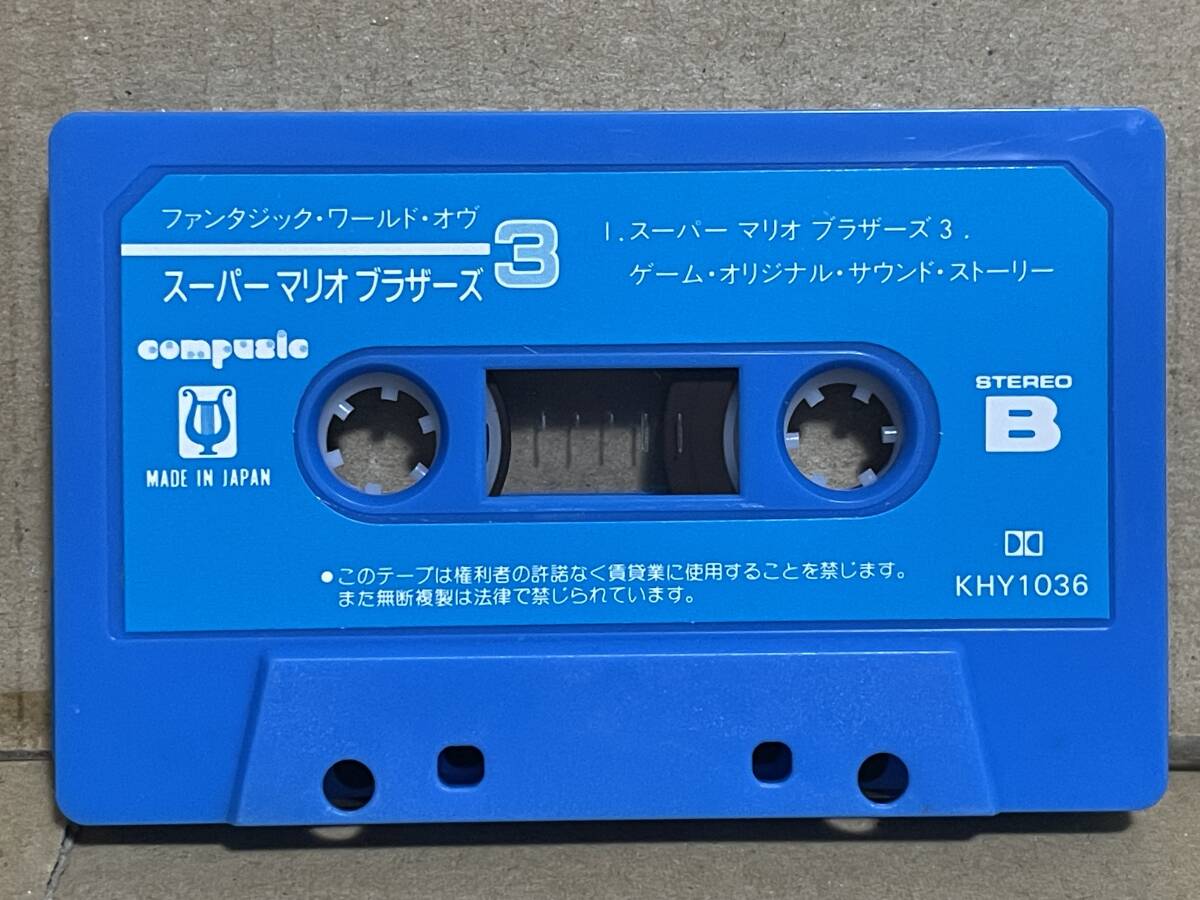 ファンタジック・ワールド・オヴ
スーパー マリオ ブラザーズ 3
1. スーパー マリオ ブラザーズ 3.
ゲーム・オリジナル・サウンド・ストーリー
compusic
MADE IN JAPAN
STEREO
B
KHY1036
●このテープは権利者の許諾なく賃貸業に使用することを禁じます。
また無断複製は法律で禁じられています。